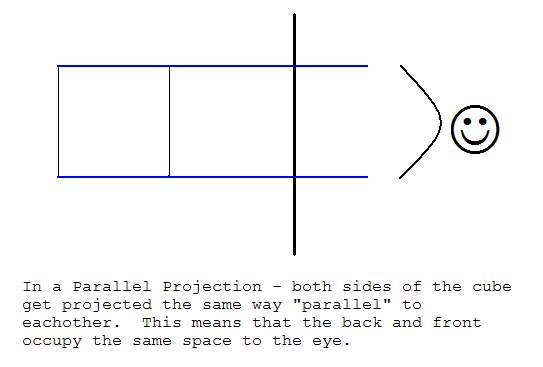 In a Parallel Projection - both sides of the cube
get projected the same way "parallel" to
eachother.  This means that the back and front
occupy the same space to the eye.